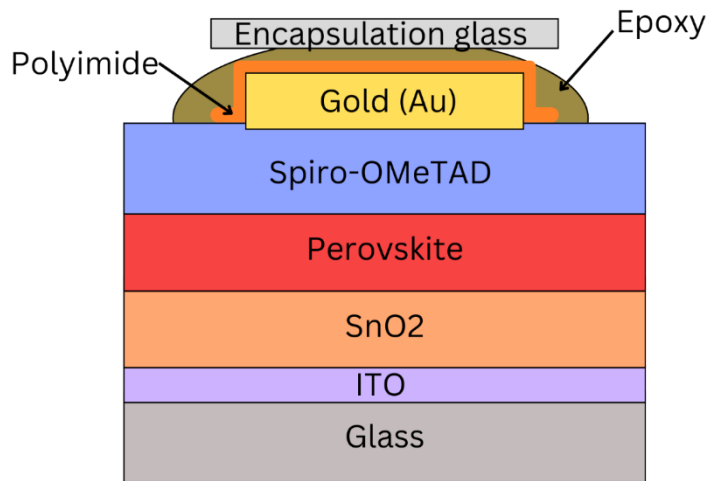 Encapsulation glass
Epoxy
Polyimide
Gold (Au)
Spiro-OMeTAD
Perovskite
SnO2
ITO
Glass